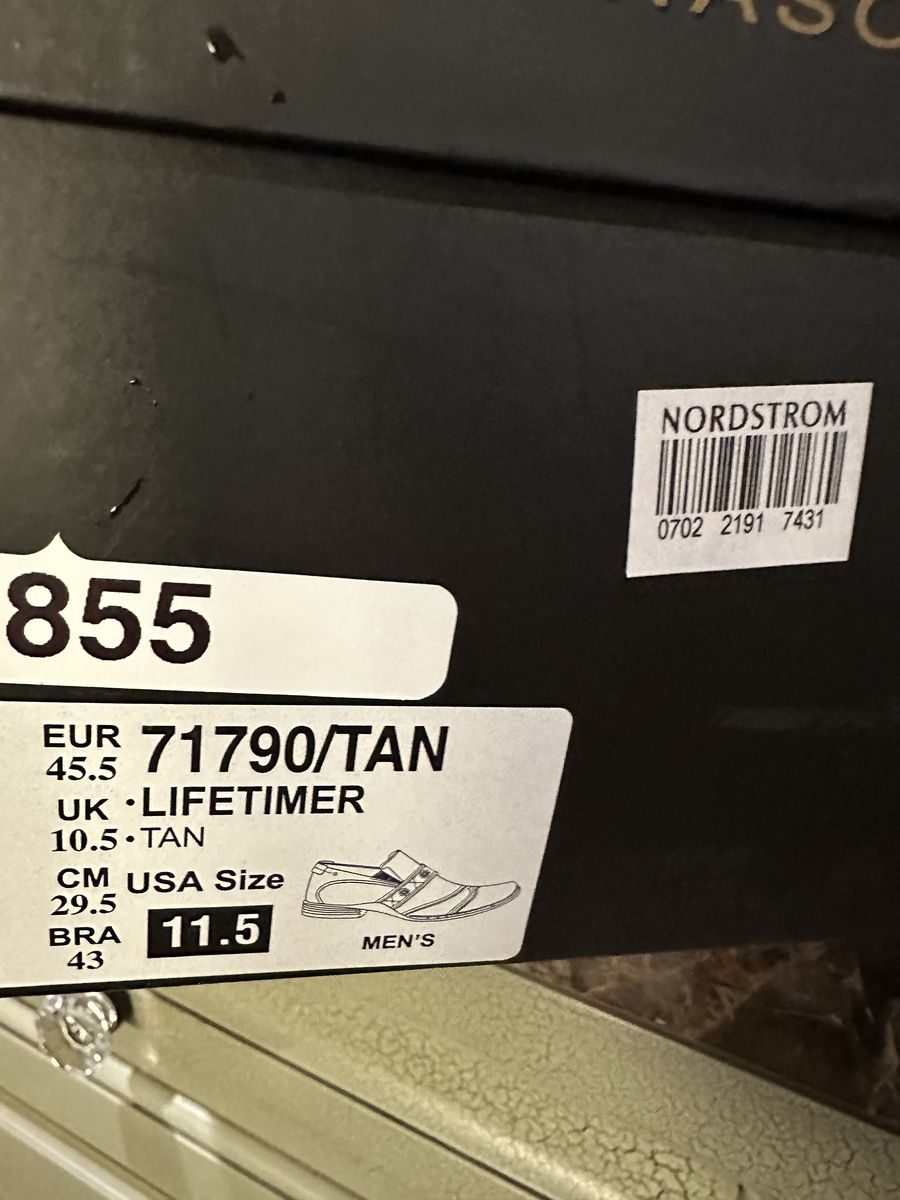 NORDSTROM
0702 2191 7431
855
EUR 71790/TAN
45.5
UK • LIFETIMER
10.5 • TAN
CM USA Size
29.5
BRA 11.5
43
MEN'S